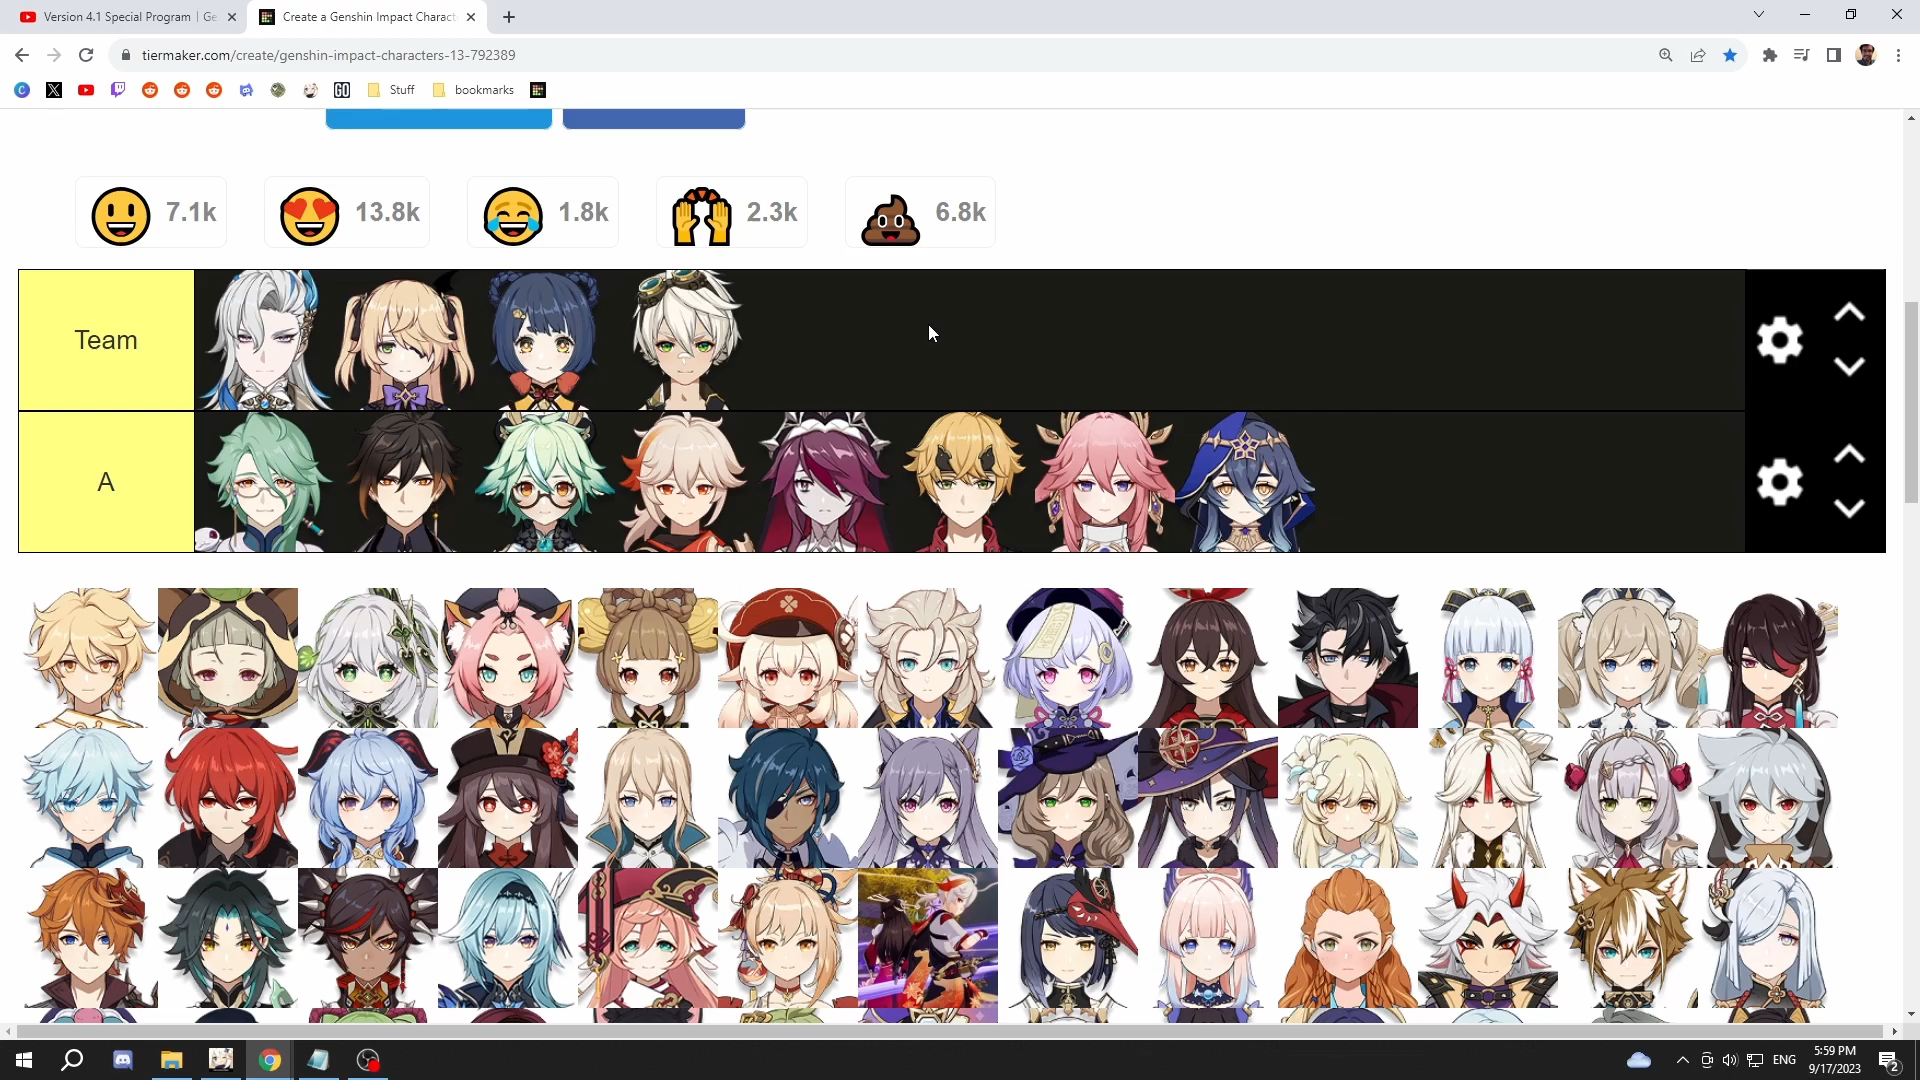 Version 4.1 Special Program | Ge
Create a Genshin Impact Charact
tiermaker.com/create/genshin-impact-characters-13-792389
C
X
GO
Stuff
bookmarks
7.1k
13.8k
1.8k
2.3k
6.8k
Team
A
ENG
5:59 PM
9/17/2023
2